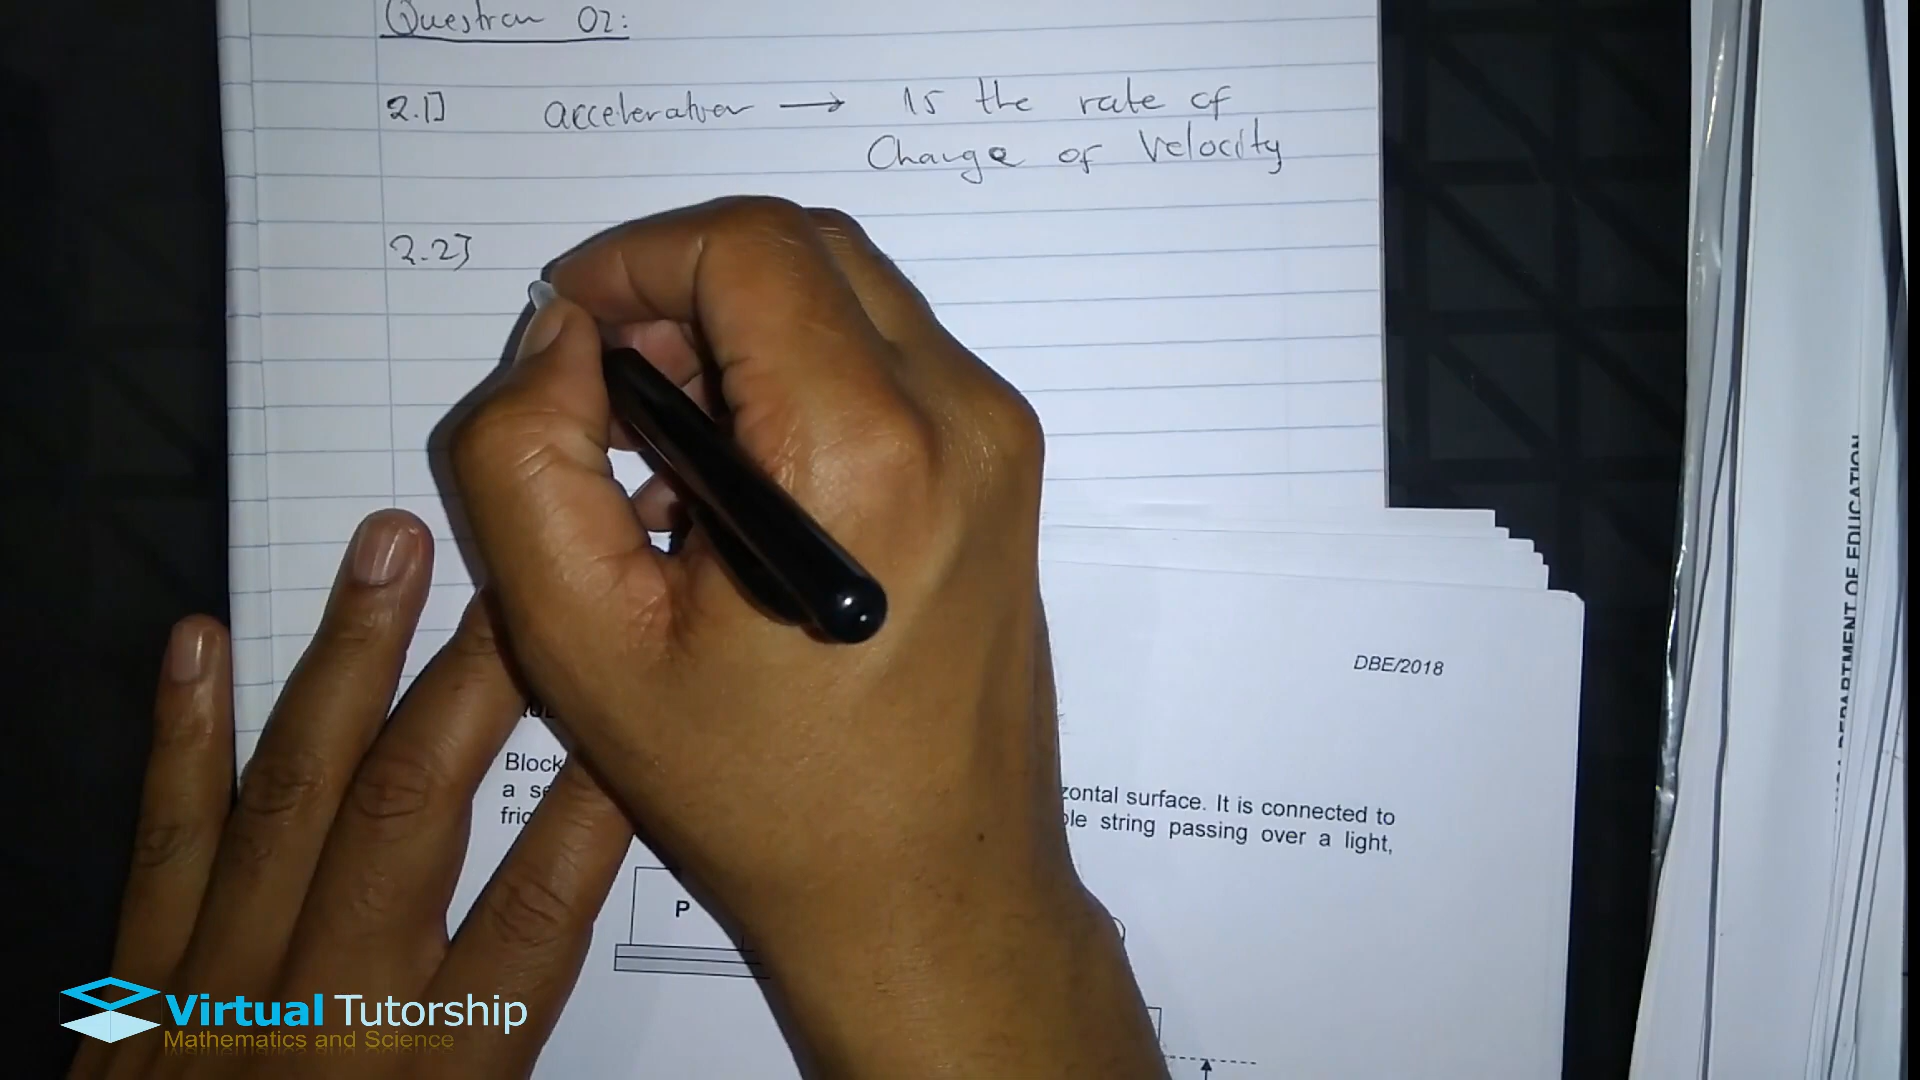 Question 02:
2.1] acceleration → Is the rate of
Change of Velocity
2.2]
DBE/2018
Block
zontal surface. It is connected to
a se
ble string passing over a light,
fric
P
DEPARTMENT OF EDUCATION
Virtual Tutorship
Mathematics and Science